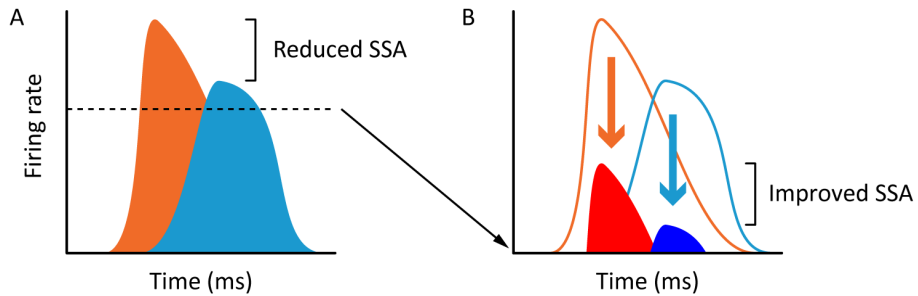 A
Reduced SSA
Firing rate
Time (ms)
B
Improved SSA
Time (ms)